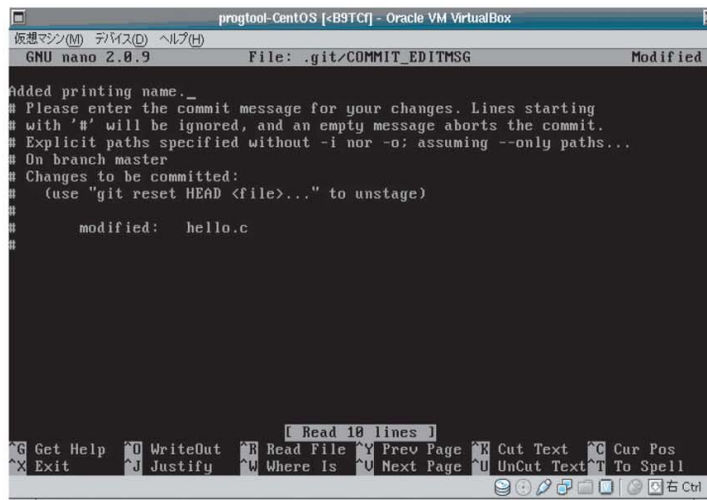 progtool-CentOS [<B9TCf] - Oracle VM VirtualBox
仮想マシン(M) デバイス(D) ヘルプ(H)
GNU nano 2.0.9 File: .git/COMMIT_EDITMSG Modified
Added printing name._
# Please enter the commit message for your changes. Lines starting
# with '#' will be ignored, and an empty message aborts the commit.
# Explicit paths specified without -i nor -o; assuming --only paths...
# On branch master
# Changes to be committed:
#   (use "git reset HEAD <file>..." to unstage)
#
#       modified:   hello.c
#
[ Read 10 lines ]
^G Get Help ^O WriteOut ^R Read File ^Y Prev Page ^K Cut Text ^C Cur Pos
^X Exit ^J Justify ^W Where Is ^V Next Page ^U UnCut Text ^T To Spell
右 Ctrl